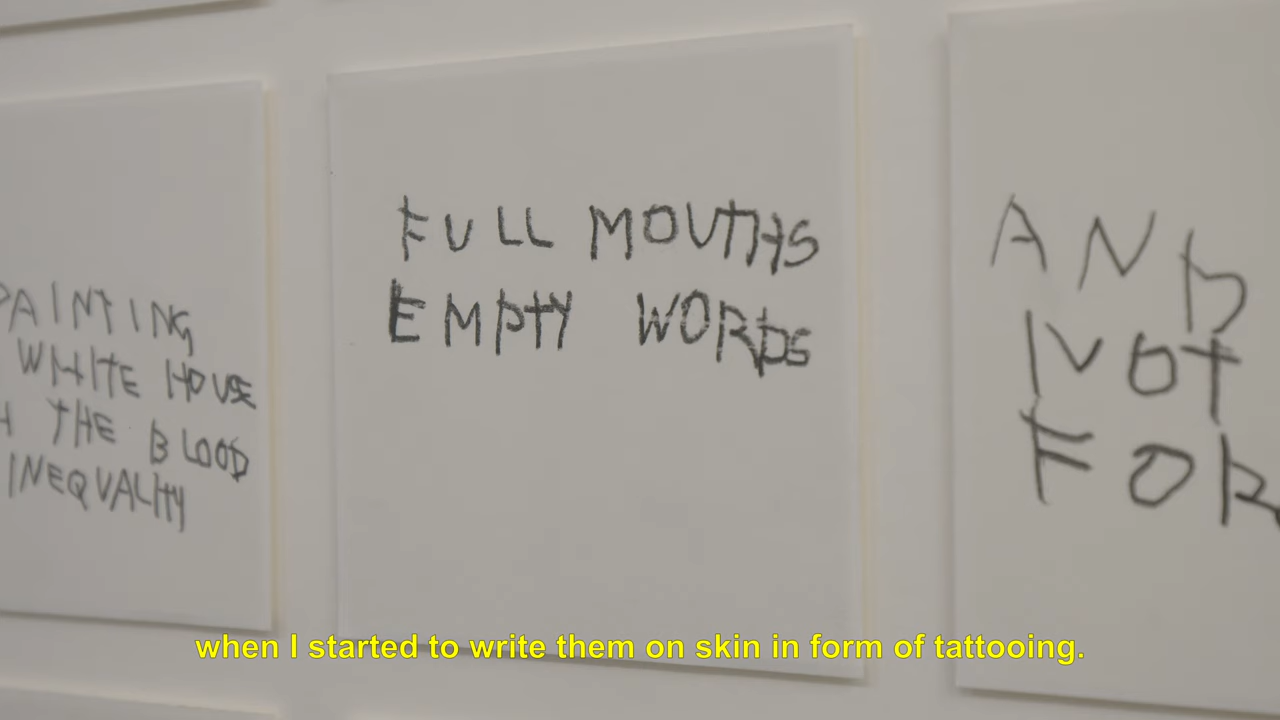 PAINTING
WHITE HOUSE
THE BLOOD
INEQUALITY
FULL MOUTHS
EMPTY WORDS
AND
NOT
FOR
when I started to write them on skin in form of tattooing.